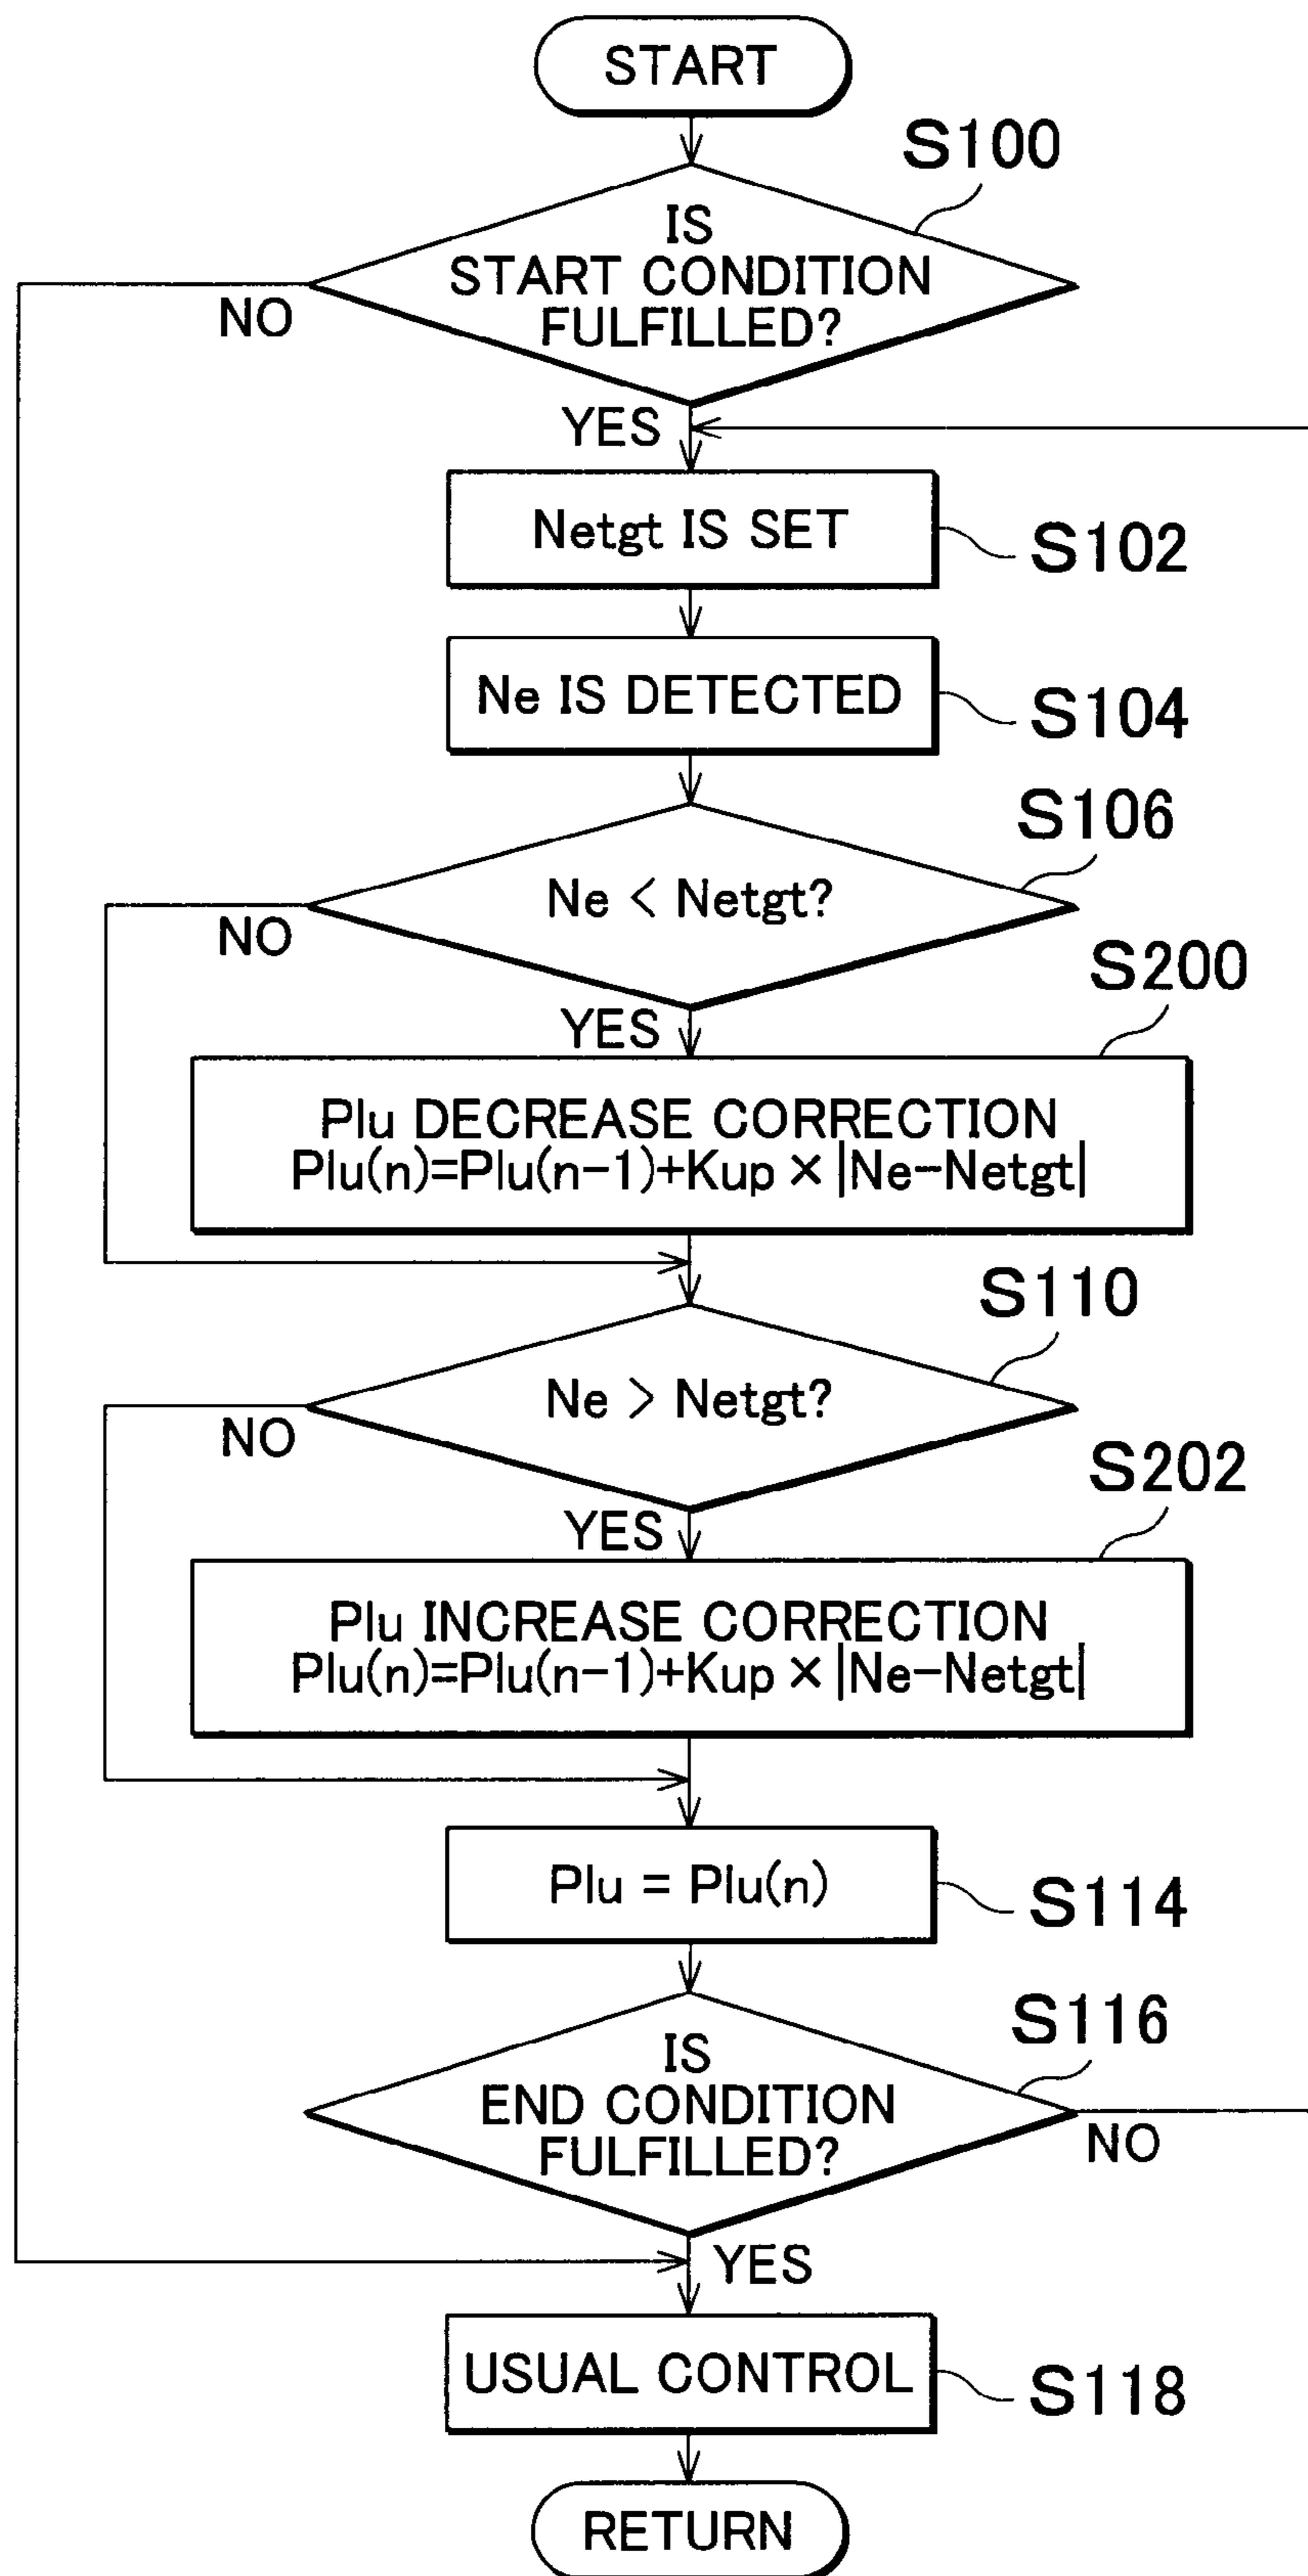 START
S100
IS
START CONDITION
FULFILLED?
NO
YES
Netgt IS SET
S102
Ne IS DETECTED
S104
S106
Ne < Netgt?
NO
S200
YES
Plu DECREASE CORRECTION
Plu(n)=Plu(n-1)+Kup × |Ne-Netgt|
S110
Ne > Netgt?
NO
S202
YES
Plu INCREASE CORRECTION
Plu(n)=Plu(n-1)+Kup × |Ne-Netgt|
Plu = Plu(n)
S114
S116
IS
END CONDITION
FULFILLED?
NO
YES
USUAL CONTROL
S118
RETURN